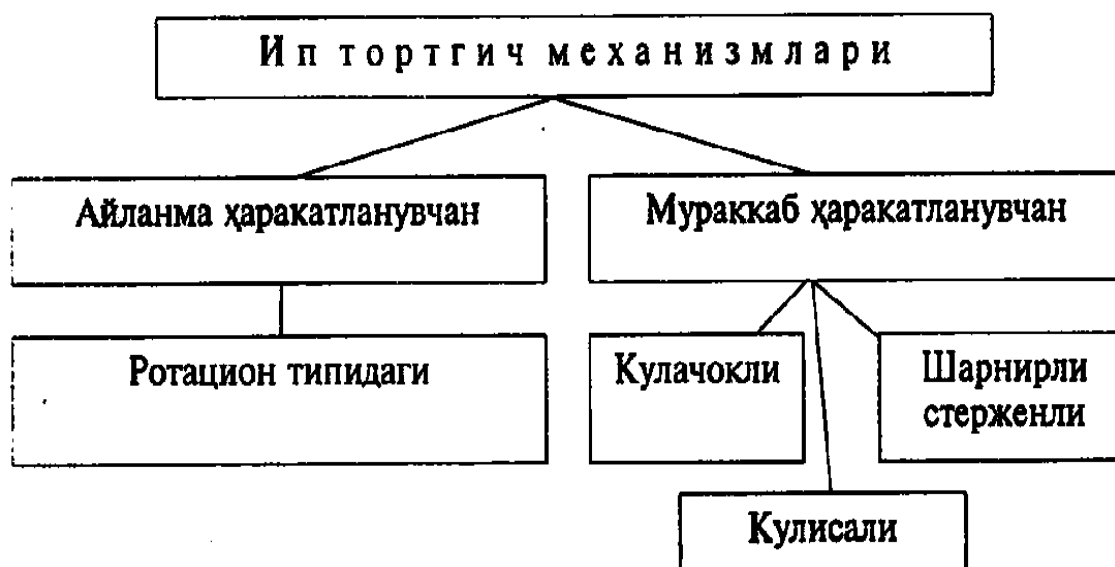 Ип тортгич механизмлари
Айланма ҳаракатланувчан
Мураккаб ҳаракатланувчан
Ротацион типидаги
Кулачокли
Шарнирли
стерженли
Кулисали